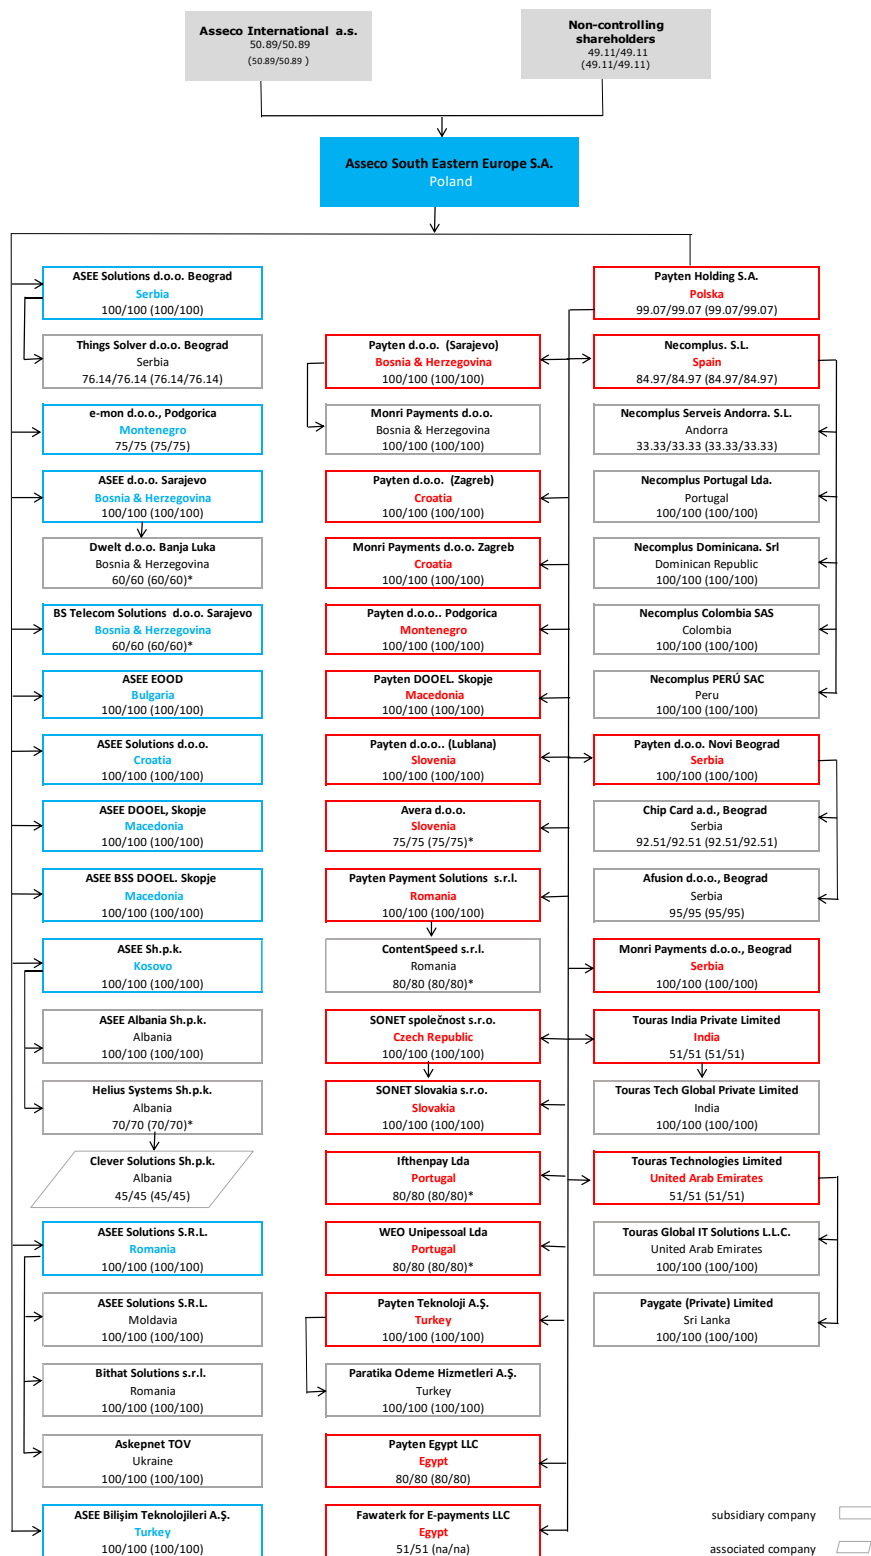 Asseco International a.s.
50.89/50.89
(50.89/50.89 )
Non-controlling
shareholders
49.11/49.11
(49.11/49.11)
Asseco South Eastern Europe S.A.
Poland
ASEE Solutions d.o.o. Beograd
Serbia
100/100 (100/100)
Things Solver d.o.o. Beograd
Serbia
76.14/76.14 (76.14/76.14)
e-mon d.o.o., Podgorica
Montenegro
75/75 (75/75)
ASEE d.o.o. Sarajevo
Bosnia & Herzegovina
100/100 (100/100)
Dwelt d.o.o. Banja Luka
Bosnia & Herzegovina
60/60 (60/60)*
BS Telecom Solutions d.o.o. Sarajevo
Bosnia & Herzegovina
60/60 (60/60)*
ASEE EOOD
Bulgaria
100/100 (100/100)
ASEE Solutions d.o.o.
Croatia
100/100 (100/100)
ASEE DOOEL, Skopje
Macedonia
100/100 (100/100)
ASEE BSS DOOEL. Skopje
Macedonia
100/100 (100/100)
ASEE Sh.p.k.
Kosovo
100/100 (100/100)
ASEE Albania Sh.p.k.
Albania
100/100 (100/100)
Helius Systems Sh.p.k.
Albania
70/70 (70/70)*
Clever Solutions Sh.p.k.
Albania
45/45 (45/45)
ASEE Solutions S.R.L.
Romania
100/100 (100/100)
ASEE Solutions S.R.L.
Moldavia
100/100 (100/100)
Bithat Solutions s.r.l.
Romania
100/100 (100/100)
Askepnet TOV
Ukraine
100/100 (100/100)
ASEE Bilişim Teknolojileri A.Ş.
Turkey
100/100 (100/100)
Payten d.o.o. (Sarajevo)
Bosnia & Herzegovina
100/100 (100/100)
Monri Payments d.o.o.
Bosnia & Herzegovina
100/100 (100/100)
Payten d.o.o. (Zagreb)
Croatia
100/100 (100/100)
Monri Payments d.o.o. Zagreb
Croatia
100/100 (100/100)
Payten d.o.o.. Podgorica
Montenegro
100/100 (100/100)
Payten DOOEL. Skopje
Macedonia
100/100 (100/100)
Payten d.o.o.. (Lublana)
Slovenia
100/100 (100/100)
Avera d.o.o.
Slovenia
75/75 (75/75)*
Payten Payment Solutions s.r.l.
Romania
100/100 (100/100)
ContentSpeed s.r.l.
Romania
80/80 (80/80)*
SONET společnost s.r.o.
Czech Republic
100/100 (100/100)
SONET Slovakia s.r.o.
Slovakia
100/100 (100/100)
Ifthenpay Lda
Portugal
80/80 (80/80)*
WEO Unipessoal Lda
Portugal
80/80 (80/80)*
Payten Teknoloji A.Ş.
Turkey
100/100 (100/100)
Paratika Odeme Hizmetleri A.Ş.
Turkey
100/100 (100/100)
Payten Egypt LLC
Egypt
80/80 (80/80)
Fawaterk for E-payments LLC
Egypt
51/51 (na/na)
Payten Holding S.A.
Polska
99.07/99.07 (99.07/99.07)
Necomplus. S.L.
Spain
84.97/84.97 (84.97/84.97)
Necomplus Serveis Andorra. S.L.
Andorra
33.33/33.33 (33.33/33.33)
Necomplus Portugal Lda.
Portugal
100/100 (100/100)
Necomplus Dominicana. Srl
Dominican Republic
100/100 (100/100)
Necomplus Colombia SAS
Colombia
100/100 (100/100)
Necomplus PERÚ SAC
Peru
100/100 (100/100)
Payten d.o.o. Novi Beograd
Serbia
100/100 (100/100)
Chip Card a.d., Beograd
Serbia
92.51/92.51 (92.51/92.51)
Afusion d.o.o., Beograd
Serbia
95/95 (95/95)
Monri Payments d.o.o., Beograd
Serbia
100/100 (100/100)
Touras India Private Limited
India
51/51 (51/51)
Touras Tech Global Private Limited
India
100/100 (100/100)
Touras Technologies Limited
United Arab Emirates
51/51 (51/51)
Touras Global IT Solutions L.L.C.
United Arab Emirates
100/100 (100/100)
Paygate (Private) Limited
Sri Lanka
100/100 (100/100)
subsidiary company
associated company